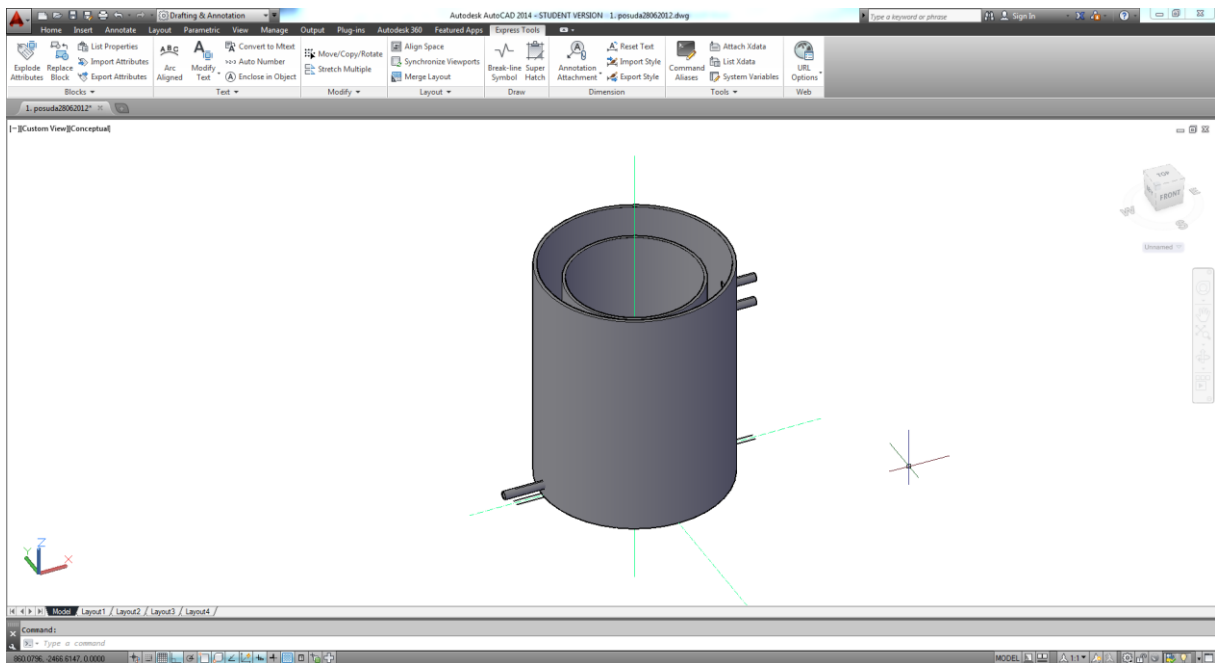 Drafting & Annotation
Autodesk AutoCAD 2014 - STUDENT VERSION 1. posuda28062012.dwg
Type a keyword or phrase
Sign In
Home Insert Annotate Layout Parametric View Manage Output Plug-ins Autodesk 360 Featured Apps Express Tools
Explode Attributes
Replace Block
List Properties
Import Attributes
Export Attributes
ABC
Arc Aligned
Modify Text
Convert to Mtext
Auto Number
Enclose in Object
Move/Copy/Rotate
Stretch Multiple
Align Space
Synchronize Viewports
Merge Layout
Break-line Symbol
Super Hatch
Annotation Attachment
Reset Text
Import Style
Export Style
Command Aliases
Attach Xdata
List Xdata
System Variables
URL Options
Blocks Text Modify Layout Draw Dimension Tools Web
1. posuda28062012*
[-][Custom View][Conceptual]
TOP
FRONT
W
E
S
Unnamed
Z
Y
X
Model Layout1 Layout2 Layout3 Layout4
Command:
Type a command
860.0796, -2466.6147, 0.0000
MODEL
1:1